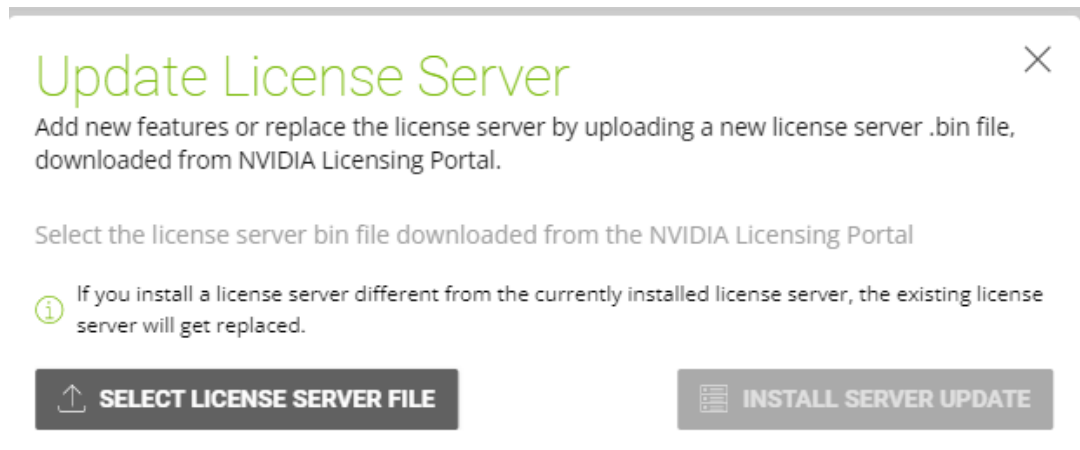 Update License Server
Add new features or replace the license server by uploading a new license server .bin file,
downloaded from NVIDIA Licensing Portal.
Select the license server bin file downloaded from the NVIDIA Licensing Portal
If you install a license server different from the currently installed license server, the existing license
server will get replaced.
SELECT LICENSE SERVER FILE
INSTALL SERVER UPDATE